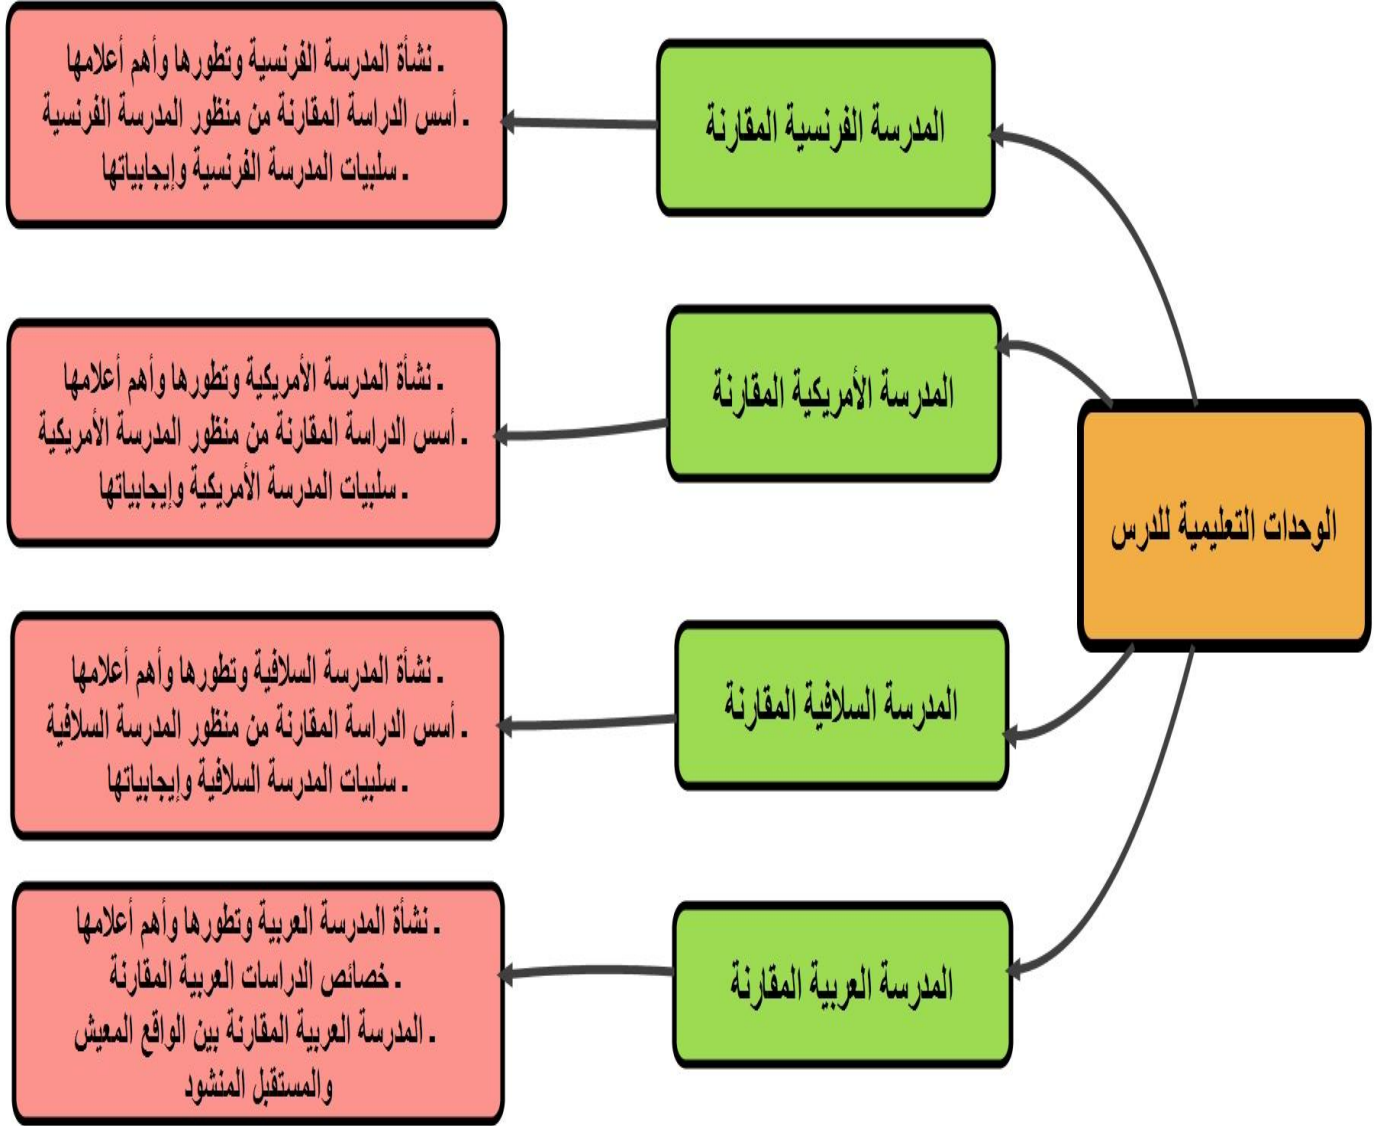 الوحدات التعليمية للدرس
المدرسة الفرنسية المقارنة
ـ نشأة المدرسة الفرنسية وتطورها وأهم أعلامها
ـ أسس الدراسة المقارنة من منظور المدرسة الفرنسية
ـ سلبيات المدرسة الفرنسية وإيجابياتها
المدرسة الأمريكية المقارنة
ـ نشأة المدرسة الأمريكية وتطورها وأهم أعلامها
ـ أسس الدراسة المقارنة من منظور المدرسة الأمريكية
ـ سلبيات المدرسة الأمريكية وإيجابياتها
المدرسة السلافية المقارنة
ـ نشأة المدرسة السلافية وتطورها وأهم أعلامها
ـ أسس الدراسة المقارنة من منظور المدرسة السلافية
ـ سلبيات المدرسة السلافية وإيجابياتها
المدرسة العربية المقارنة
ـ نشأة المدرسة العربية وتطورها وأهم أعلامها
ـ خصائص الدراسات العربية المقارنة
ـ المدرسة العربية المقارنة بين الواقع المعيش
والمستقبل المنشود